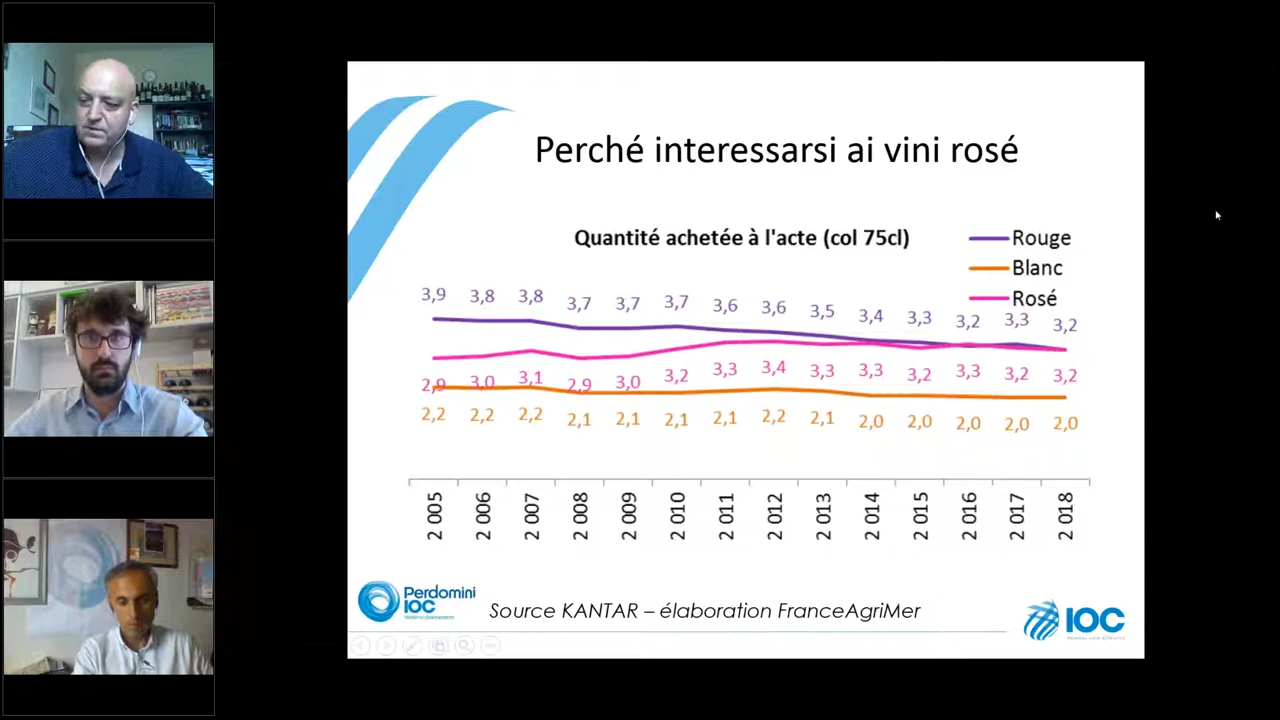 Perché interessarsi ai vini rosé
Quantité achetée à l'acte (col 75cl)
Rouge
Blanc
Rosé
3,9 3,8 3,8 3,7 3,7 3,7 3,6 3,6 3,5 3,4 3,3 3,2 3,3 3,2
2,9 3,0 3,1 2,9 3,0 3,2 3,3 3,4 3,3 3,3 3,2 3,3 3,2 3,2
2,2 2,2 2,2 2,1 2,1 2,1 2,1 2,2 2,1 2,0 2,0 2,0 2,0 2,0
2 005 2 006 2 007 2 008 2 009 2 010 2 011 2 012 2 013 2 014 2 015 2 016 2 017 2 018
Perdomini
IOC
Source KANTAR – élaboration FranceAgriMer
IOC